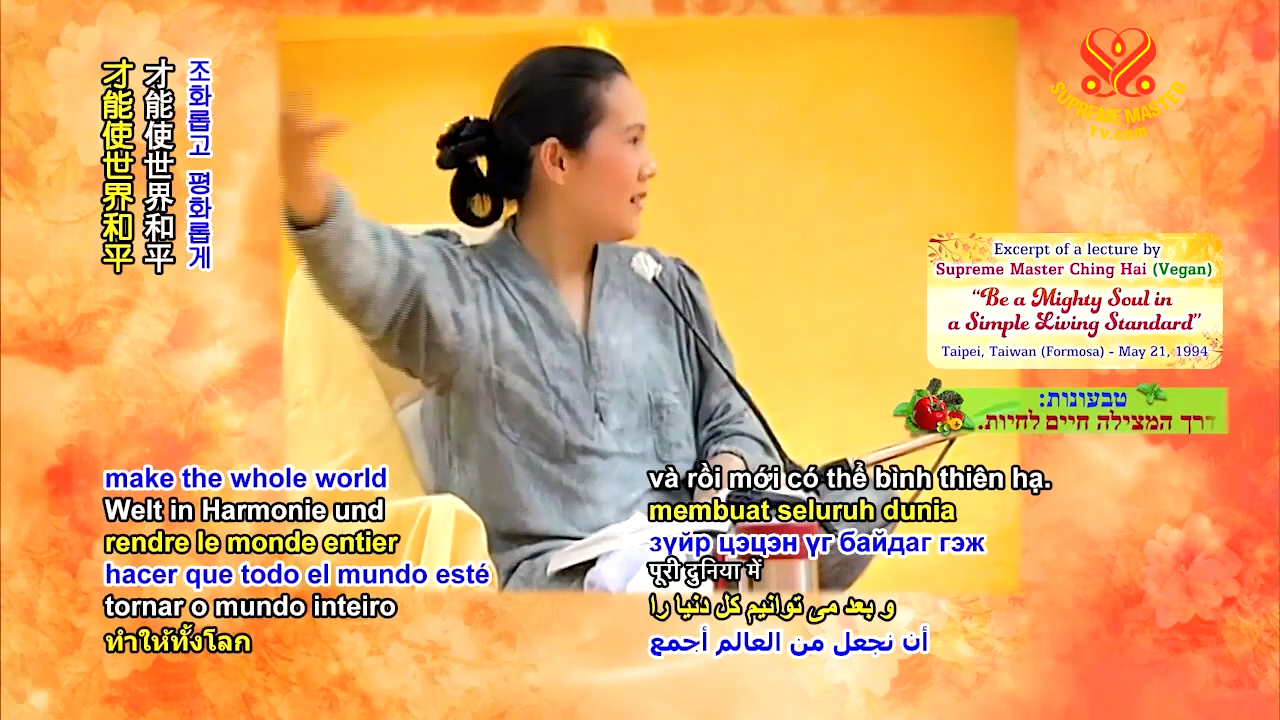 才能使世界和平
才能使世界和平
조화롭고 평화롭게
SUPREME MASTER
TV.com
Excerpt of a lecture by
Supreme Master Ching Hai (Vegan)
“Be a Mighty Soul in
a Simple Living Standard”
Taipei, Taiwan (Formosa) - May 21, 1994
טבעונות:
דרך המצילה חיים לחיות.
make the whole world
Welt in Harmonie und
rendre le monde entier
hacer que todo el mundo esté
tornar o mundo inteiro
ทำให้ทั้งโลก
và rồi mới có thể bình thiên hạ.
membuat seluruh dunia
зүйр цэцэн үг байдаг гэж
पूरी दुनिया में
و بعد می توانیم کل دنیا را
أن نجعل من العالم أجمع